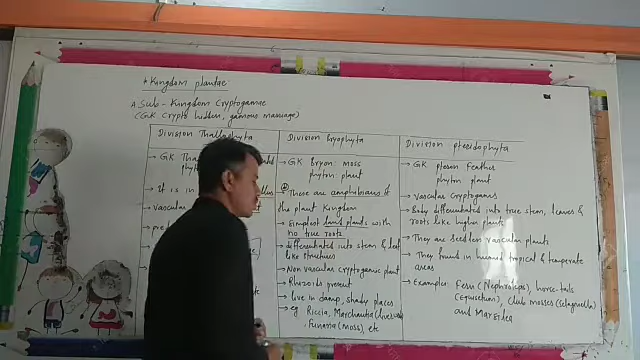 * Kingdom plantae
A. Sub-Kingdom Cryptogamae
(GK Crypto hidden, gamous marriage)
Division Thallophyta
→ GK
→ It is in
→ vascular
Division Bryophyta
→ GK Bryon: moss
phyton plant
→ These are amphibians of
the plant Kingdom
→ Simplest land plants with
no true roots
→ differentiated into stem & leaf
like structures
→ Non vascular cryptogamic plant
→ Rhizoids present
→ live in damp, shady places
→ eg Riccia, Marchantia
Funaria (moss) etc
Division pteridophyta
→ GK pteron Feather
phyton plant
→ Vascular Cryptogams
→ Body differentiated into true stem, leaves &
roots like higher plants
→ They are seedless vascular plants
→ They found in humid tropical & temperate
areas
→ Examples: Fern (Nephrolepis), horse-tails
(Equisetum), Club mosses (Selaginella)
and Marsilea